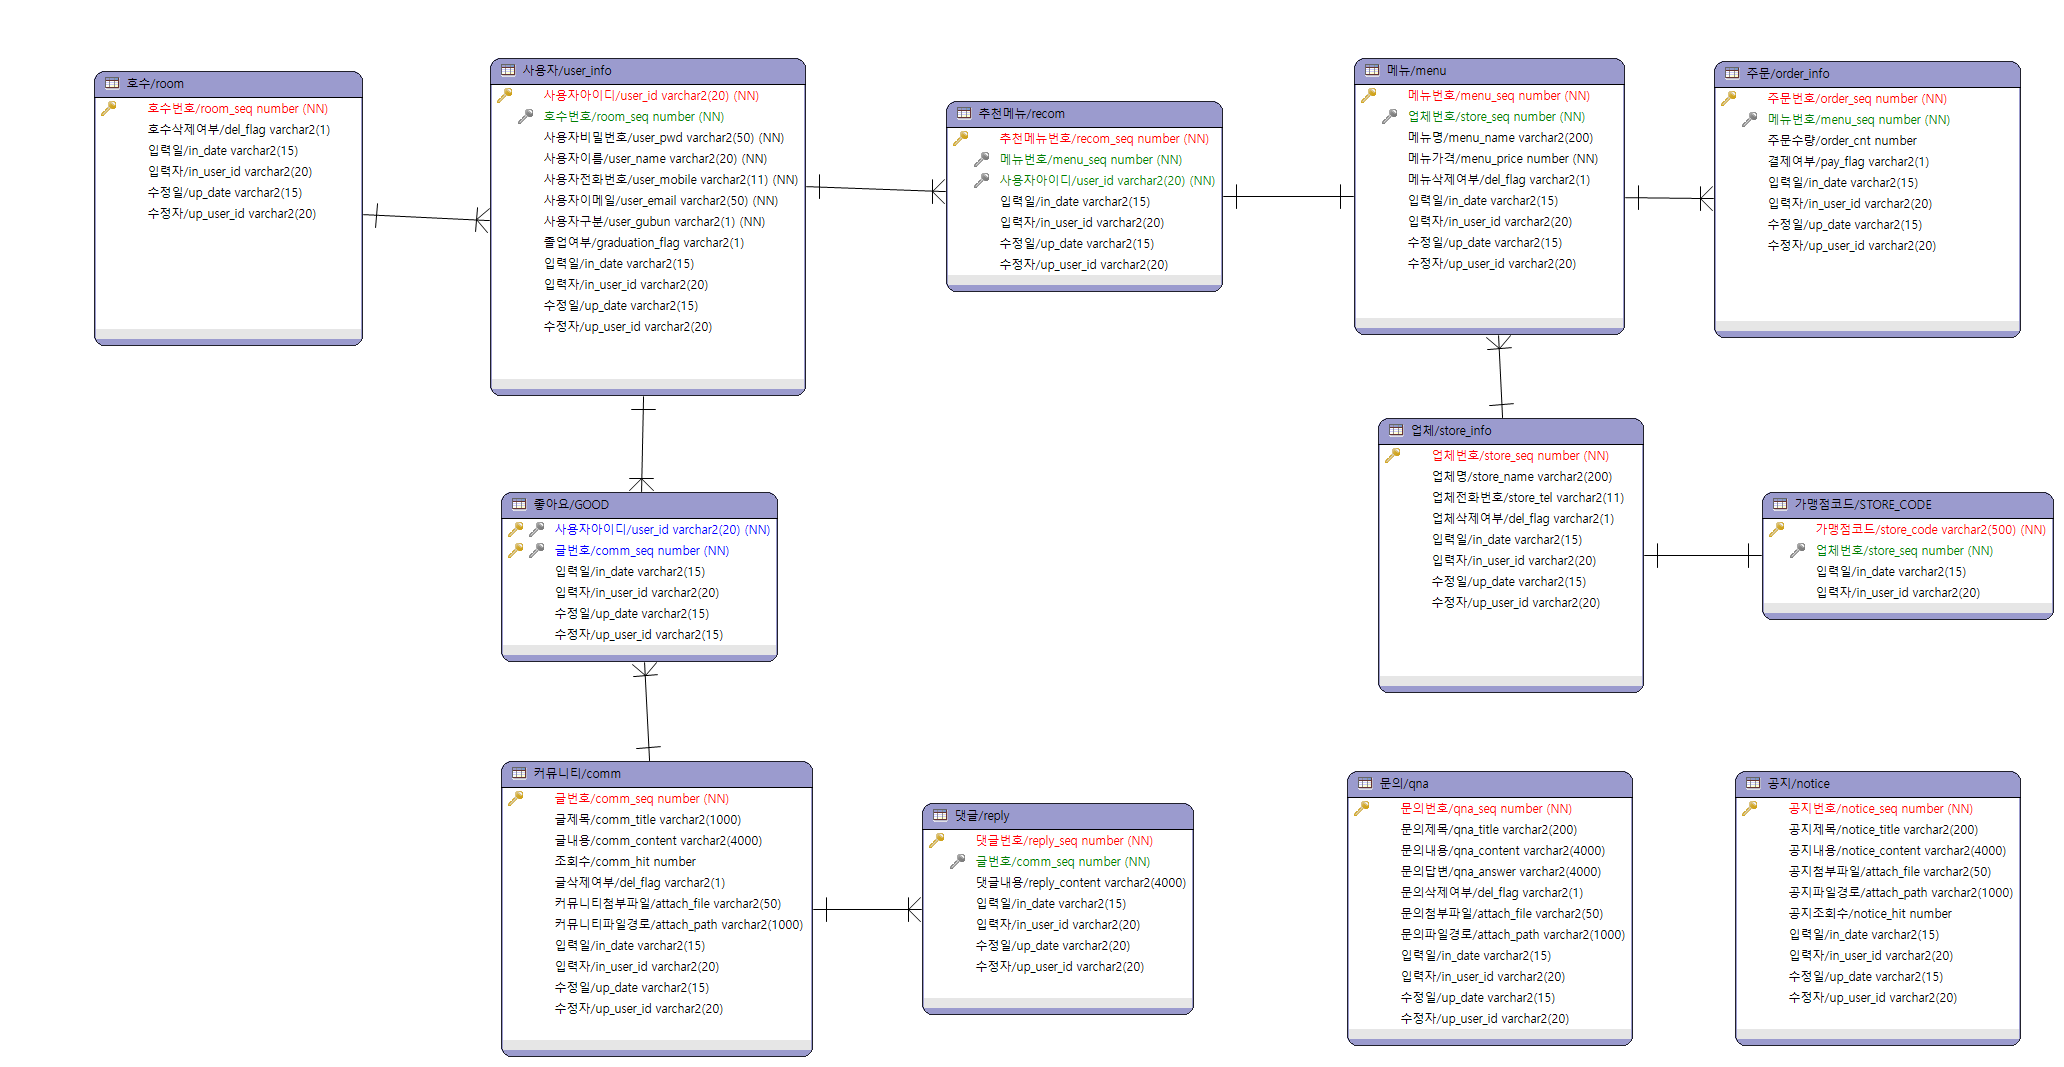 호수/room
호수번호/room_seq number (NN)
호수삭제여부/del_flag varchar2(1)
입력일/in_date varchar2(15)
입력자/in_user_id varchar2(20)
수정일/up_date varchar2(15)
수정자/up_user_id varchar2(20)
사용자/user_info
사용자아이디/user_id varchar2(20) (NN)
호수번호/room_seq number (NN)
사용자비밀번호/user_pwd varchar2(50) (NN)
사용자이름/user_name varchar2(20) (NN)
사용자전화번호/user_mobile varchar2(11) (NN)
사용자이메일/user_email varchar2(50) (NN)
사용자구분/user_gubun varchar2(1) (NN)
졸업여부/graduation_flag varchar2(1)
입력일/in_date varchar2(15)
입력자/in_user_id varchar2(20)
수정일/up_date varchar2(15)
수정자/up_user_id varchar2(20)
추천메뉴/recom
추천메뉴번호/recom_seq number (NN)
메뉴번호/menu_seq number (NN)
사용자아이디/user_id varchar2(20) (NN)
입력일/in_date varchar2(15)
입력자/in_user_id varchar2(20)
수정일/up_date varchar2(15)
수정자/up_user_id varchar2(20)
메뉴/menu
메뉴번호/menu_seq number (NN)
업체번호/store_seq number (NN)
메뉴명/menu_name varchar2(200)
메뉴가격/menu_price number (NN)
메뉴삭제여부/del_flag varchar2(1)
입력일/in_date varchar2(15)
입력자/in_user_id varchar2(20)
수정일/up_date varchar2(15)
수정자/up_user_id varchar2(20)
주문/order_info
주문번호/order_seq number (NN)
메뉴번호/menu_seq number (NN)
주문수량/order_cnt number
결제여부/pay_flag varchar2(1)
입력일/in_date varchar2(15)
입력자/in_user_id varchar2(20)
수정일/up_date varchar2(15)
수정자/up_user_id varchar2(20)
업체/store_info
업체번호/store_seq number (NN)
업체명/store_name varchar2(200)
업체전화번호/store_tel varchar2(11)
업체삭제여부/del_flag varchar2(1)
입력일/in_date varchar2(15)
입력자/in_user_id varchar2(20)
수정일/up_date varchar2(15)
수정자/up_user_id varchar2(20)
가맹점코드/STORE_CODE
가맹점코드/store_code varchar2(500) (NN)
업체번호/store_seq number (NN)
입력일/in_date varchar2(15)
입력자/in_user_id varchar2(20)
좋아요/GOOD
사용자아이디/user_id varchar2(20) (NN)
글번호/comm_seq number (NN)
입력일/in_date varchar2(15)
입력자/in_user_id varchar2(20)
수정일/up_date varchar2(15)
수정자/up_user_id varchar2(15)
커뮤니티/comm
글번호/comm_seq number (NN)
글제목/comm_title varchar2(1000)
글내용/comm_content varchar2(4000)
조회수/comm_hit number
글삭제여부/del_flag varchar2(1)
커뮤니티첨부파일/attach_file varchar2(50)
커뮤니티파일경로/attach_path varchar2(1000)
입력일/in_date varchar2(15)
입력자/in_user_id varchar2(20)
수정일/up_date varchar2(15)
수정자/up_user_id varchar2(20)
댓글/reply
댓글번호/reply_seq number (NN)
글번호/comm_seq number (NN)
댓글내용/reply_content varchar2(4000)
입력일/in_date varchar2(15)
입력자/in_user_id varchar2(20)
수정일/up_date varchar2(20)
수정자/up_user_id varchar2(20)
문의/qna
문의번호/qna_seq number (NN)
문의제목/qna_title varchar2(200)
문의내용/qna_content varchar2(4000)
문의답변/qna_answer varchar2(4000)
문의삭제여부/del_flag varchar2(1)
문의첨부파일/attach_file varchar2(50)
문의파일경로/attach_path varchar2(1000)
입력일/in_date varchar2(15)
입력자/in_user_id varchar2(20)
수정일/up_date varchar2(15)
수정자/up_user_id varchar2(20)
공지/notice
공지번호/notice_seq number (NN)
공지제목/notice_title varchar2(200)
공지내용/notice_content varchar2(4000)
공지첨부파일/attach_file varchar2(50)
공지파일경로/attach_path varchar2(1000)
공지조회수/notice_hit number
입력일/in_date varchar2(15)
입력자/in_user_id varchar2(20)
수정일/up_date varchar2(15)
수정자/up_user_id varchar2(20)